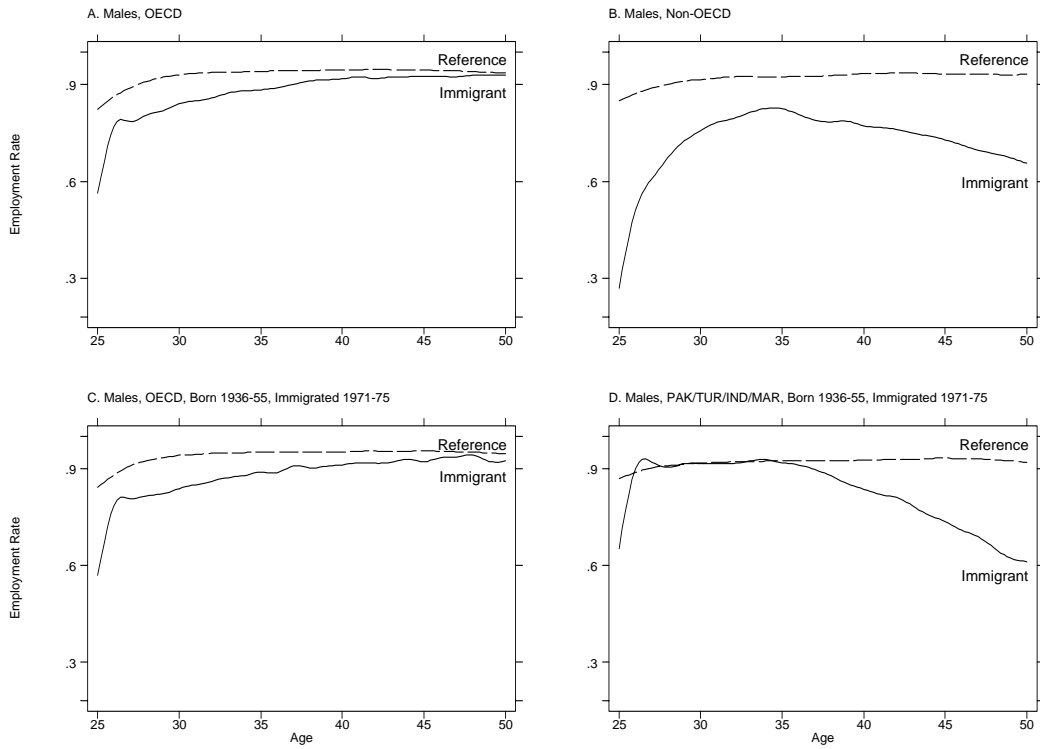 A. Males, OECD
Employment Rate
.9
.6
.3
Reference
Immigrant
25 30 35 40 45 50
B. Males, Non-OECD
.9
.6
.3
Reference
Immigrant
25 30 35 40 45 50
C. Males, OECD, Born 1936-55, Immigrated 1971-75
Employment Rate
.9
.6
.3
Reference
Immigrant
25 30 35 40 45 50
Age
D. Males, PAK/TUR/IND/MAR, Born 1936-55, Immigrated 1971-75
.9
.6
.3
Reference
Immigrant
25 30 35 40 45 50
Age